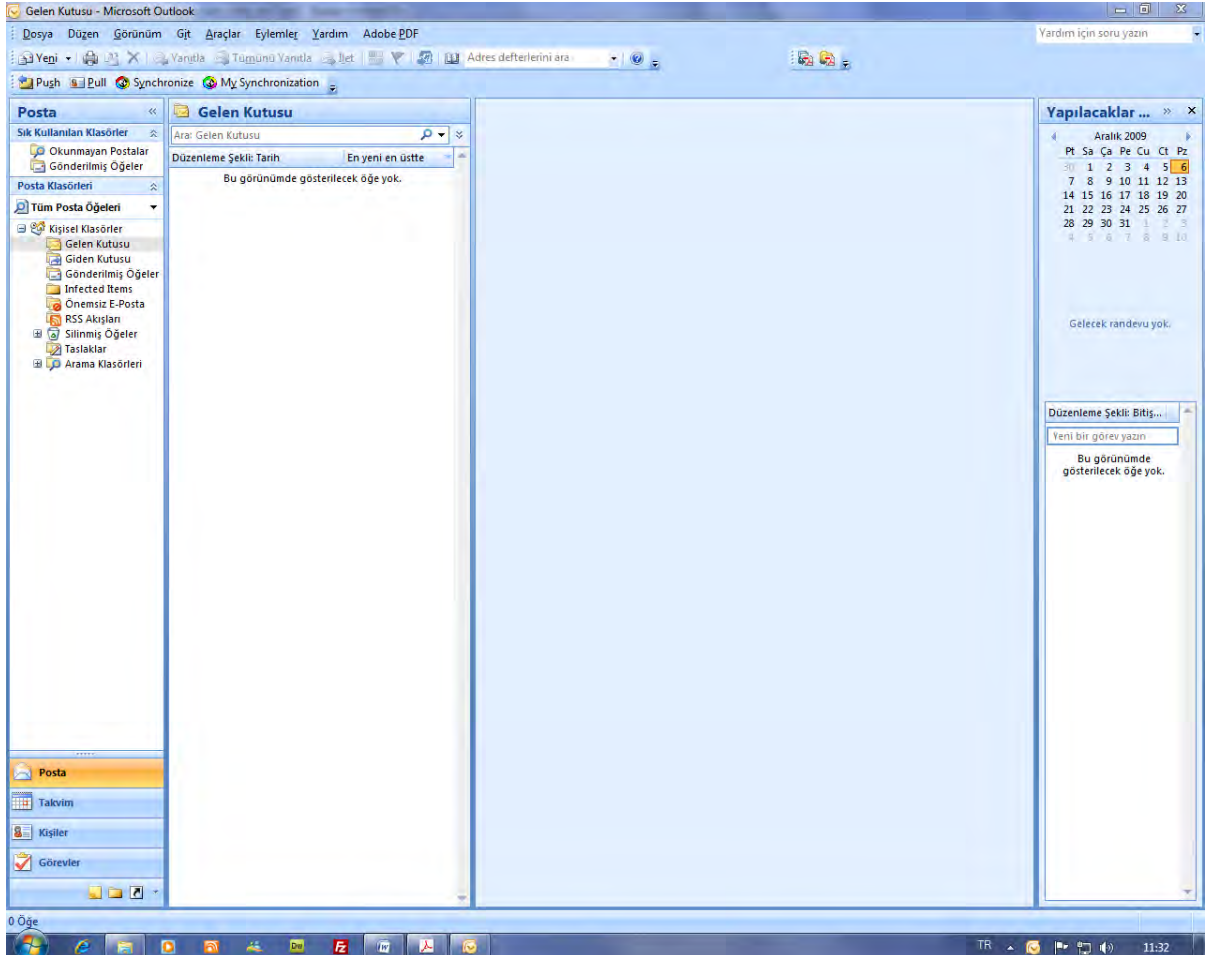 Gelen Kutusu - Microsoft Outlook
Dosya Düzen Görünüm Git Araçlar Eylemler Yardım Adobe PDF
Yardım için soru yazın
Yeni Yanıtla Tümünü Yanıtla İlet Adres defterlerini ara
Push Pull Synchronize My Synchronization
Posta
Sık Kullanılan Klasörler
Okunmayan Postalar
Gönderilmiş Öğeler
Posta Klasörleri
Tüm Posta Öğeleri
Kişisel Klasörler
Gelen Kutusu
Giden Kutusu
Gönderilmiş Öğeler
Infected Items
Önemsiz E-Posta
RSS Akışları
Silinmiş Öğeler
Taslaklar
Arama Klasörleri
Posta
Takvim
Kişiler
Görevler
Gelen Kutusu
Ara: Gelen Kutusu
Düzenleme Şekli: Tarih En yeni en üstte
Bu görünümde gösterilecek öğe yok.
Yapılacaklar ...
Aralık 2009
Pt Sa Ça Pe Cu Ct Pz
30 1 2 3 4 5 6
7 8 9 10 11 12 13
14 15 16 17 18 19 20
21 22 23 24 25 26 27
28 29 30 31 1 2 3
4 5 6 7 8 9 10
Gelecek randevu yok.
Düzenleme Şekli: Bitiş...
Yeni bir görev yazın
Bu görünümde
gösterilecek öğe yok.
0 Öğe
Dw Fz W
TR 11:32